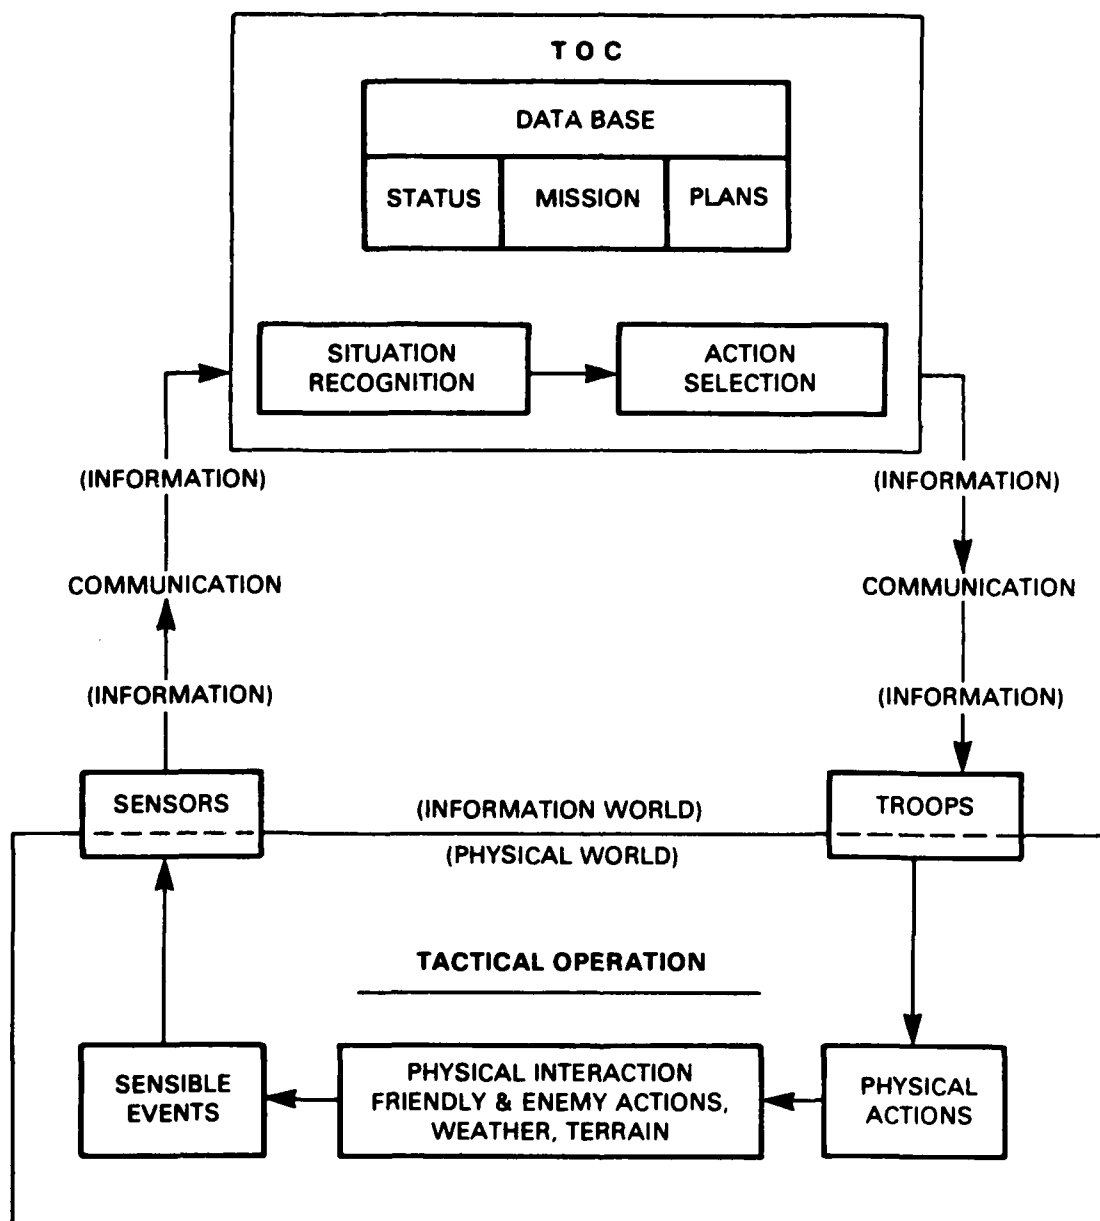 T O C
DATA BASE
STATUS
MISSION
PLANS
SITUATION
RECOGNITION
ACTION
SELECTION
(INFORMATION)
(INFORMATION)
COMMUNICATION
COMMUNICATION
(INFORMATION)
(INFORMATION)
SENSORS
(INFORMATION WORLD)
TROOPS
(PHYSICAL WORLD)
TACTICAL OPERATION
SENSIBLE
EVENTS
PHYSICAL INTERACTION
FRIENDLY & ENEMY ACTIONS,
WEATHER, TERRAIN
PHYSICAL
ACTIONS